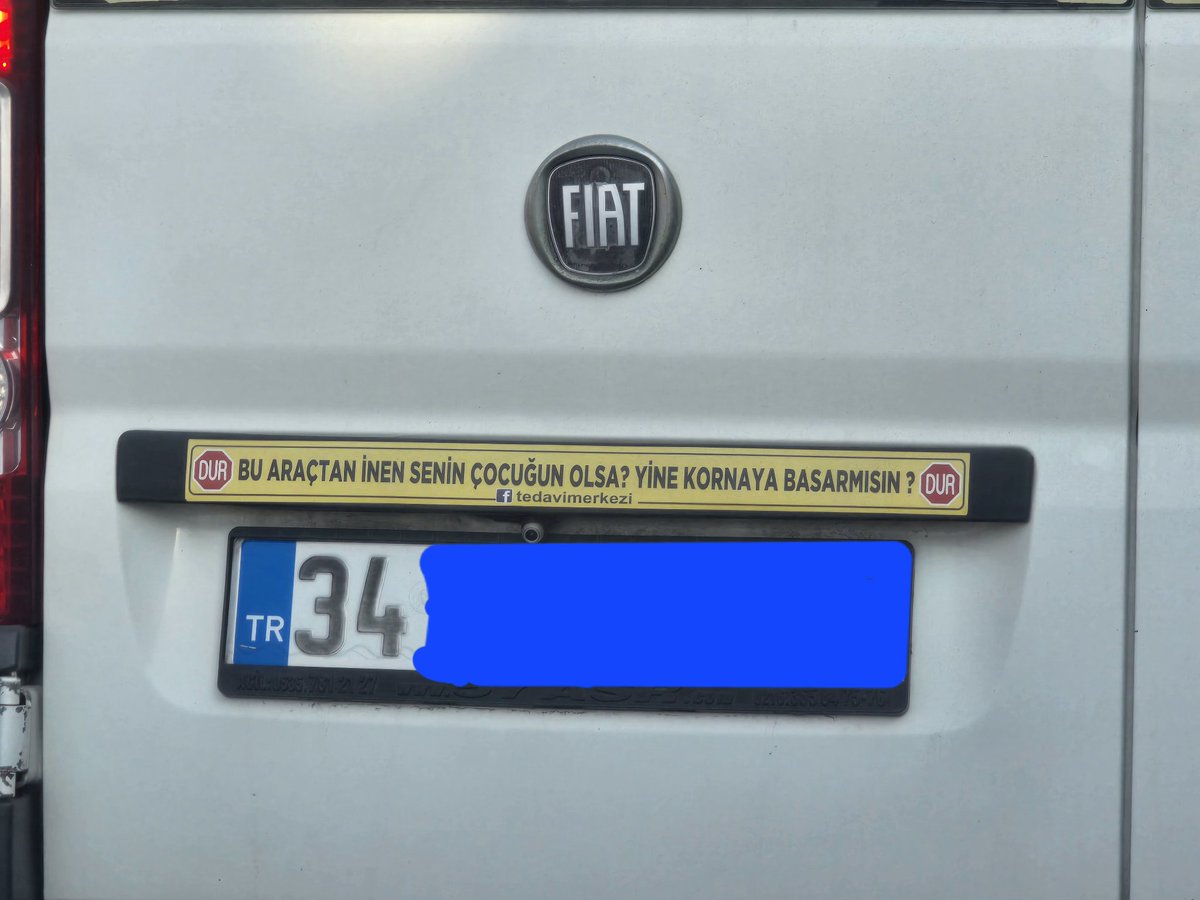 FIAT
DUR BU ARAÇTAN İNEN SENİN ÇOCUĞUN OLSA? YİNE KORNAYA BASARMISIN ? DUR
f tedavimerkezi
TR 34